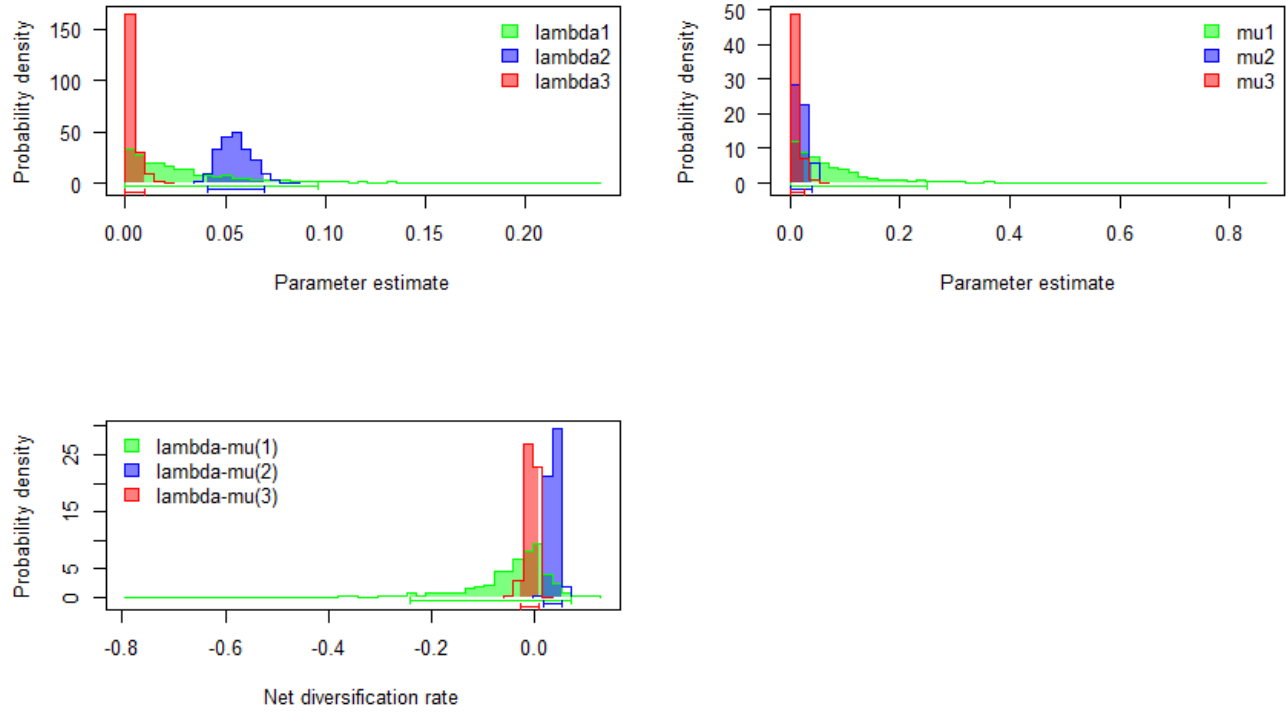 Probability density
150
100
50
0
lambda1
lambda2
lambda3
0.00 0.05 0.10 0.15 0.20
Parameter estimate
Probability density
50
40
30
20
10
0
mu1
mu2
mu3
0.0 0.2 0.4 0.6 0.8
Parameter estimate
Probability density
25
15
5
0
lambda-mu(1)
lambda-mu(2)
lambda-mu(3)
-0.8 -0.6 -0.4 -0.2 0.0
Net diversification rate